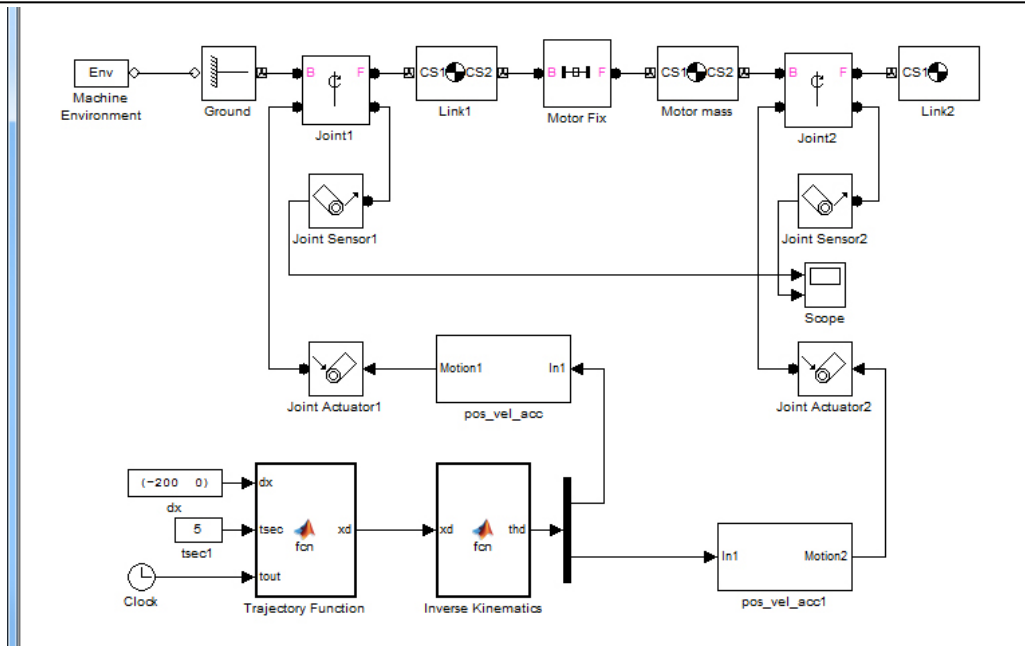 Env
Machine
Environment
Ground
B F
Joint1
CS1 CS2
Link1
B F
Motor Fix
CS1 CS2
Motor mass
B F
Joint2
CS1
Link2
Joint Sensor1
Joint Sensor2
Scope
Joint Actuator1
Motion1 In1
pos_vel_acc
Joint Actuator2
(-200 0)
dx
5
tsec1
Clock
dx
tsec
tout
fcn
xd
Trajectory Function
xd
fcn
thd
Inverse Kinematics
In1 Motion2
pos_vel_acc1